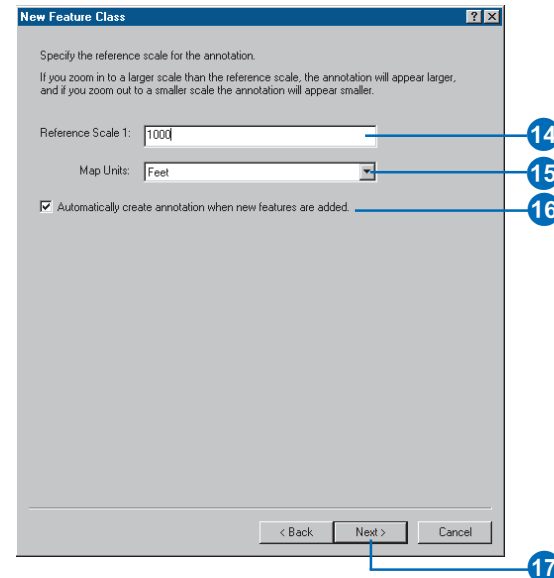 New Feature Class
?
Specify the reference scale for the annotation.
If you zoom in to a larger scale than the reference scale, the annotation will appear larger,
and if you zoom out to a smaller scale the annotation will appear smaller.
Reference Scale 1: 1000
14
Map Units: Feet
15
Automatically create annotation when new features are added.
16
< Back Next > Cancel
17